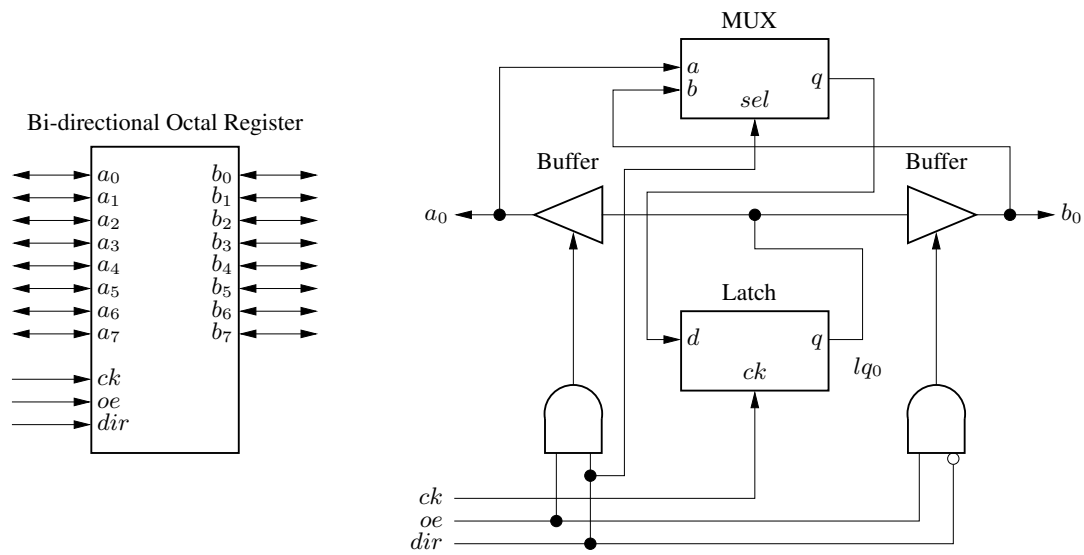 Bi-directional Octal Register
a0 b0
a1 b1
a2 b2
a3 b3
a4 b4
a5 b5
a6 b6
a7 b7
ck
oe
dir
MUX
a
b
q
sel
Buffer
Buffer
a0
b0
Latch
d
q
ck
lq0
ck
oe
dir